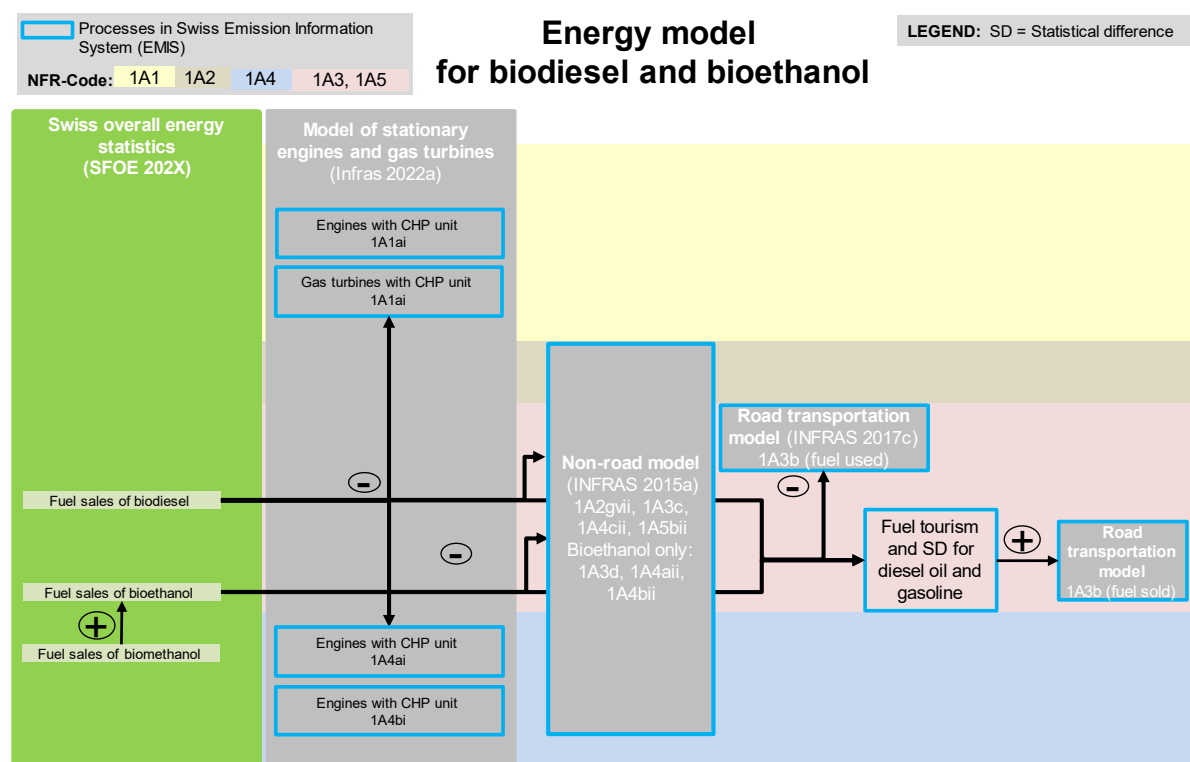 Processes in Swiss Emission Information
System (EMIS)
NFR-Code: 1A1 1A2 1A4 1A3, 1A5
Energy model
for biodiesel and bioethanol
LEGEND: SD = Statistical difference
Swiss overall energy
statistics
(SFOE 202X)
Model of stationary
engines and gas turbines
(Infras 2022a)
Engines with CHP unit
1A1ai
Gas turbines with CHP unit
1A1ai
Road transportation
model (INFRAS 2017c)
1A3b (fuel used)
Non-road model
(INFRAS 2015a)
1A2gvii, 1A3c,
1A4cii, 1A5bii
Bioethanol only:
1A3d, 1A4aii,
1A4bii
-
-
-
Fuel sales of biodiesel
Fuel tourism
and SD for
diesel oil and
gasoline
+
Road
transportation
model
1A3b (fuel sold)
Fuel sales of bioethanol
+
Fuel sales of biomethanol
Engines with CHP unit
1A4ai
Engines with CHP unit
1A4bi